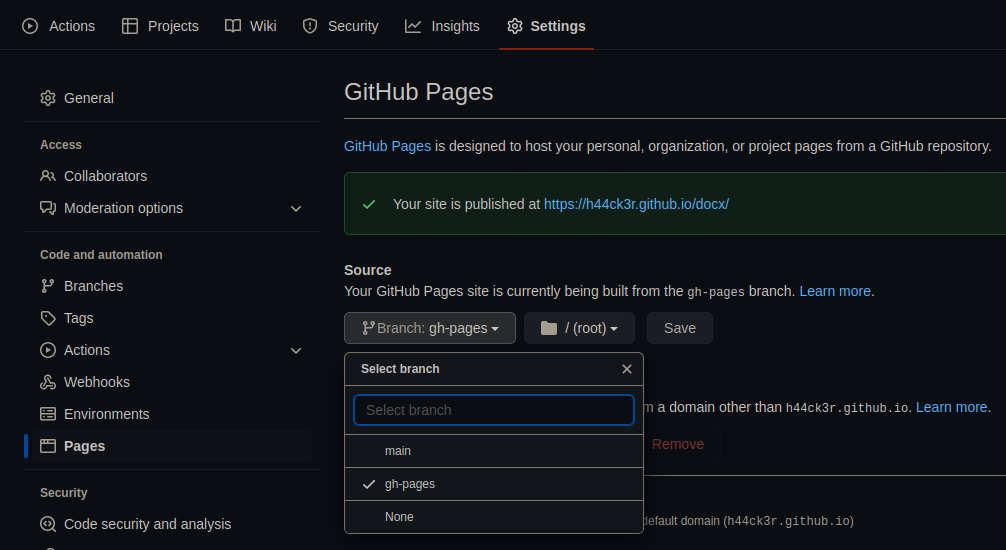 Actions Projects Wiki Security Insights Settings
General
Access
Collaborators
Moderation options
Code and automation
Branches
Tags
Actions
Webhooks
Environments
Pages
Security
Code security and analysis
GitHub Pages
GitHub Pages is designed to host your personal, organization, or project pages from a GitHub repository.
Your site is published at https://h44ck3r.github.io/docx/
Source
Your GitHub Pages site is currently being built from the gh-pages branch. Learn more.
Branch: gh-pages / (root) Save
Select branch
Select branch
main
gh-pages
None
a domain other than h44ck3r.github.io. Learn more.
Remove
default domain (h44ck3r.github.io)